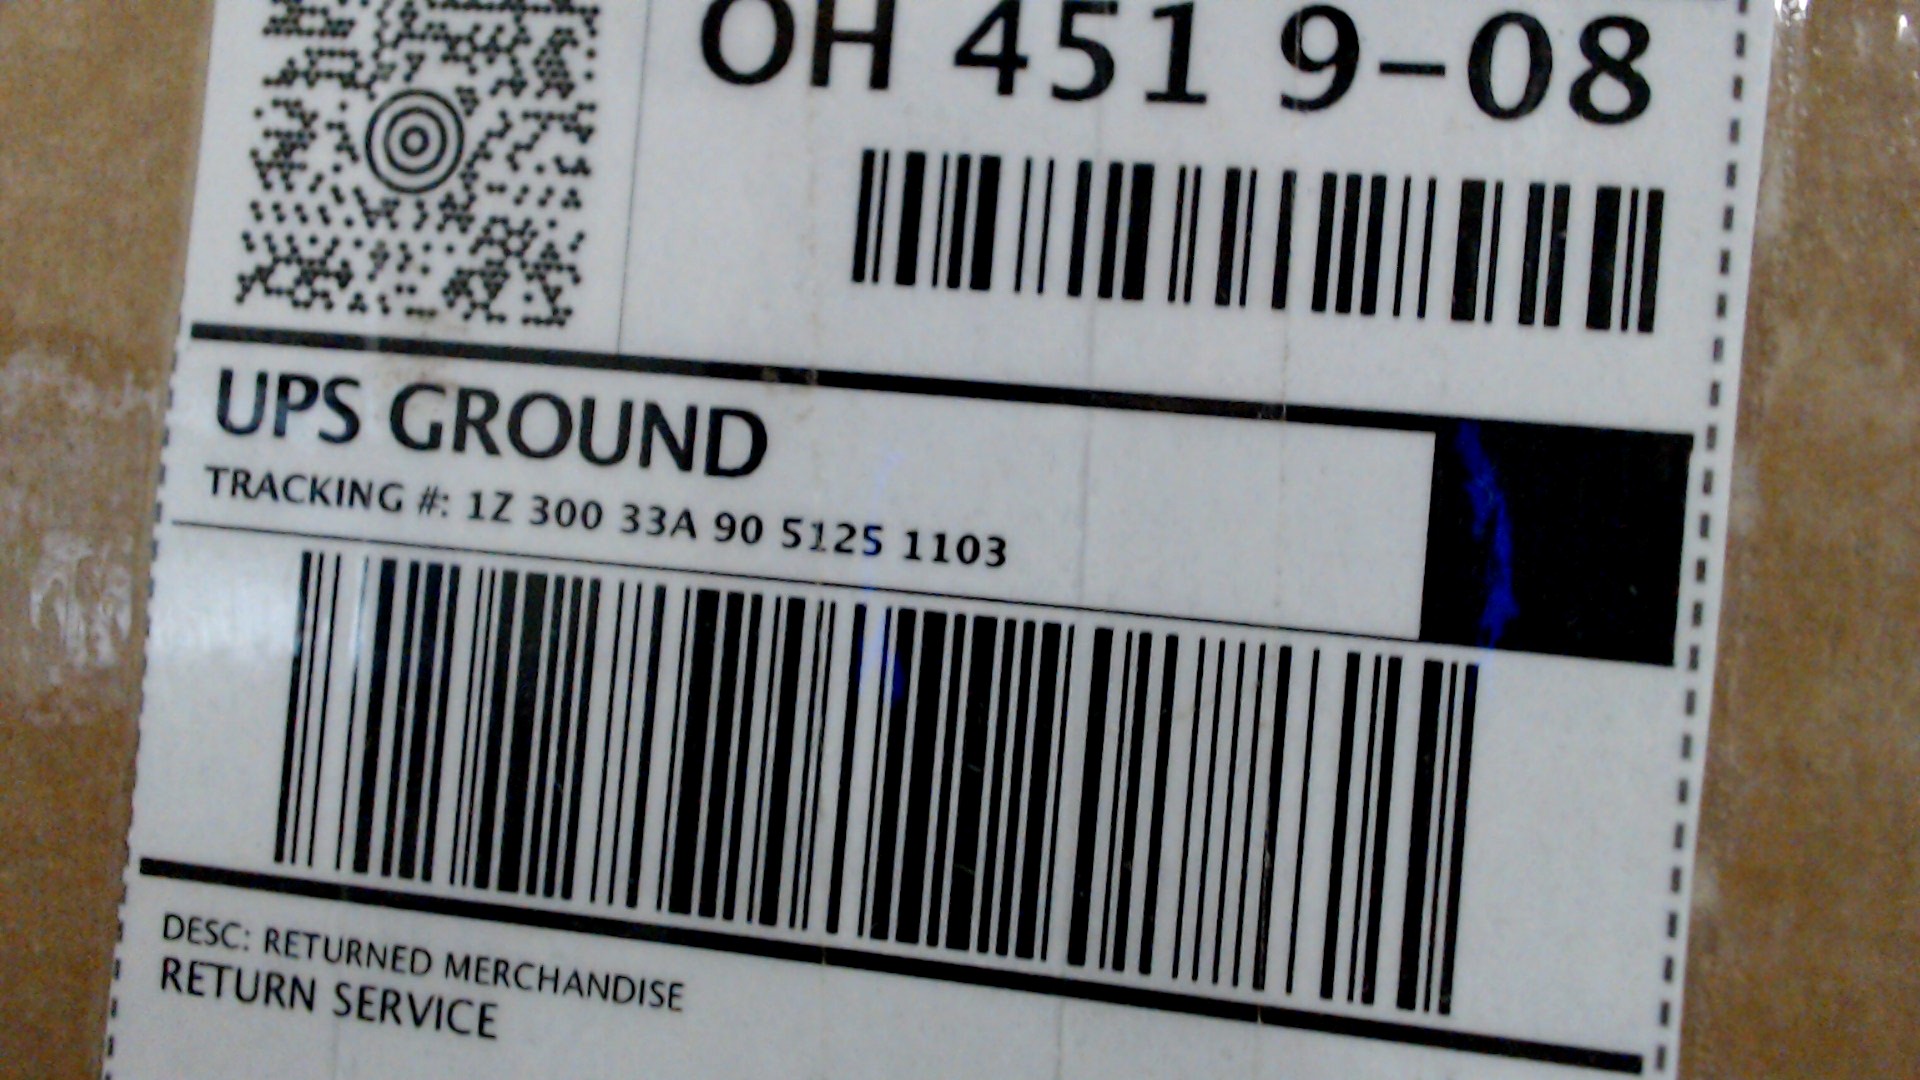 OH 451 9-08
UPS GROUND
TRACKING #: 1Z 300 33A 90 5125 1103
DESC: RETURNED MERCHANDISE
RETURN SERVICE